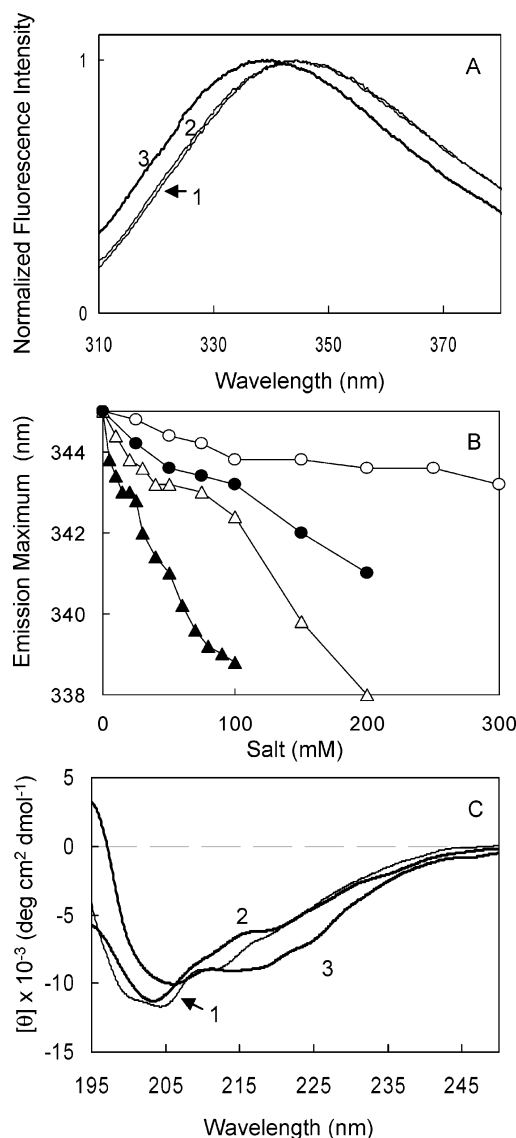 A
Normalized Fluorescence Intensity
1
0
2
3
1
310 330 350 370
Wavelength (nm)
B
Emission Maximum (nm)
344
342
340
338
0 100 200 300
Salt (mM)
C
[θ] x 10⁻³ (deg cm² dmol⁻¹)
5
0
-5
-10
-15
2
3
1
195 205 215 225 235 245
Wavelength (nm)